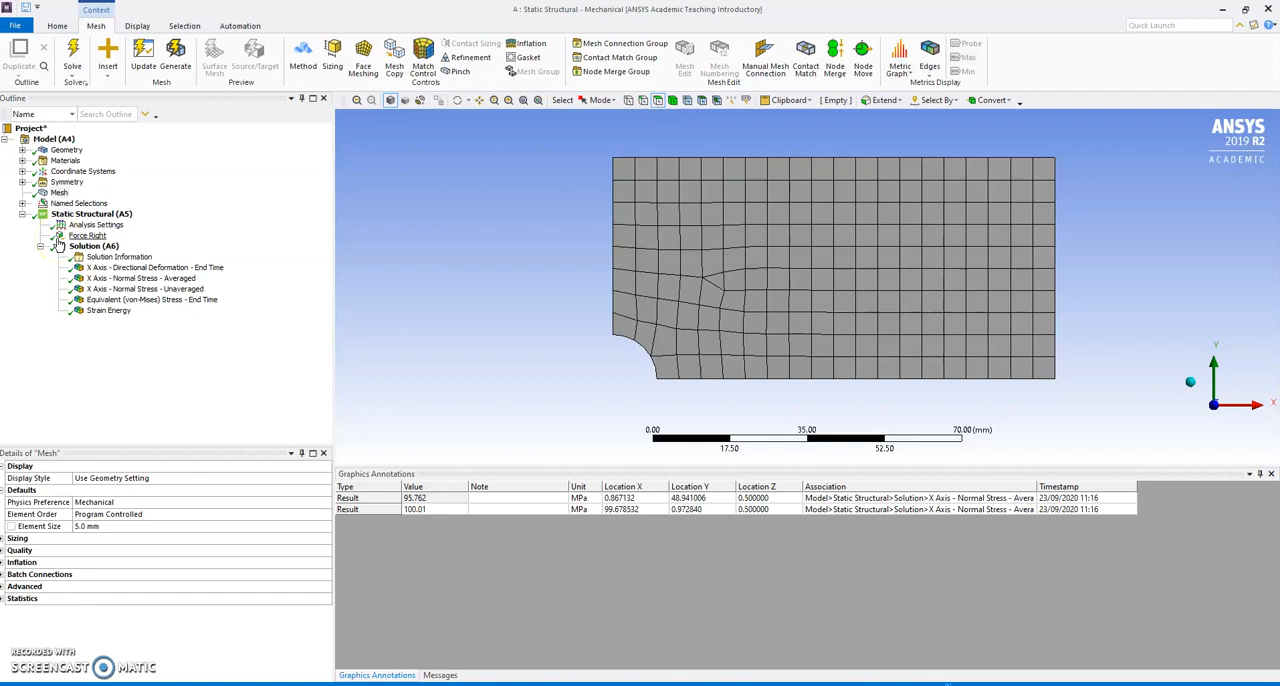 Context
A : Static Structural - Mechanical [ANSYS Academic Teaching Introductory]
File Home Mesh Display Selection Automation
Quick Launch
Duplicate
Outline
Solve
Solver
Insert
Update Generate
Mesh
Surface Mesh
Source/Target
Preview
Method Sizing
Face Meshing
Mesh Copy
Match Control
Controls
Contact Sizing
Refinement
Pinch
Inflation
Gasket
Mesh Group
Mesh Connection Group
Contact Match Group
Node Merge Group
Mesh Edit
Mesh Numbering
Manual Mesh Connection
Contact Match
Node Merge
Node Move
Mesh Edit
Metric Graph
Edges
Probe
Max
Min
Metrics Display
Outline
Name
Search Outline
Select Mode Clipboard [ Empty ] Extend Select By Convert
Project*
Model (A4)
Geometry
Materials
Coordinate Systems
Symmetry
Mesh
Named Selections
Static Structural (A5)
Analysis Settings
Force Right
Solution (A6)
Solution Information
X Axis - Directional Deformation - End Time
X Axis - Normal Stress - Averaged
X Axis - Normal Stress - Unaveraged
Equivalent (von-Mises) Stress - End Time
Strain Energy
ANSYS
2019 R2
ACADEMIC
Y
X
0.00 35.00 70.00 (mm)
17.50 52.50
Details of "Mesh"
Display
Display Style Use Geometry Setting
Defaults
Physics Preference Mechanical
Element Order Program Controlled
Element Size 5.0 mm
Sizing
Quality
Inflation
Batch Connections
Advanced
Statistics
Graphics Annotations
Type Value Note Unit Location X Location Y Location Z Association Timestamp
Result 95.762 MPa 0.867132 48.941006 0.500000 Model>Static Structural>Solution>X Axis - Normal Stress - Avera 23/09/2020 11:16
Result 100.01 MPa 99.678532 0.972840 0.500000 Model>Static Structural>Solution>X Axis - Normal Stress - Avera 23/09/2020 11:16
Graphics Annotations Messages
RECORDED WITH
SCREENCAST MATIC